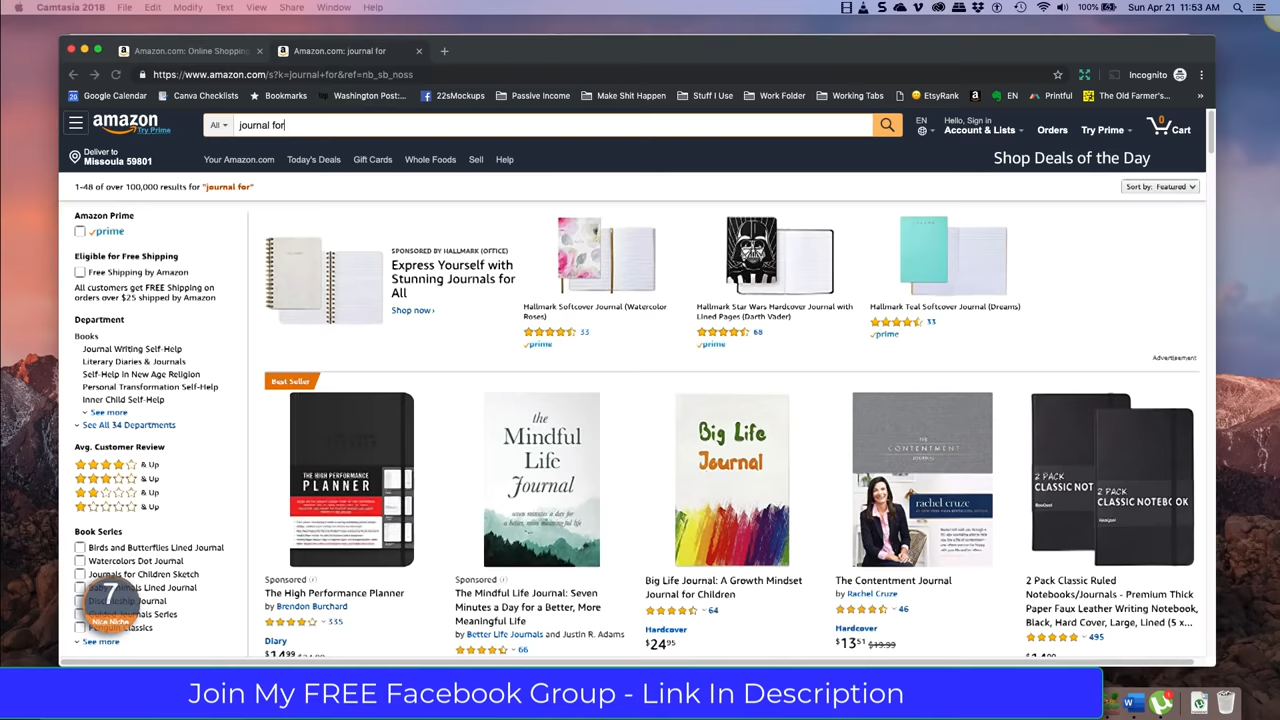 Camtasia 2018 File Edit Modify Text View Share Window Help 100% Sun Apr 21 11:53 AM
Amazon.com: Online Shopping Amazon.com: journal for
https://www.amazon.com/s?k=journal+for&ref=nb_sb_noss Incognito
Google Calendar Canva Checklists Bookmarks Washington Post:... 22sMockups Passive Income Make Shit Happen Stuff I Use Work Folder Working Tabs EtsyRank EN Printful The Old Farmer's... »
amazon
Try Prime
All journal for
EN
Hello, Sign in
Account & Lists Orders Try Prime 0 Cart
Deliver to
Missoula 59801
Your Amazon.com Today's Deals Gift Cards Whole Foods Sell Help
Shop Deals of the Day
1-48 of over 100,000 results for "journal for"
Sort by: Featured
Amazon Prime
prime
Eligible for Free Shipping
Free Shipping by Amazon
All customers get FREE Shipping on
orders over $25 shipped by Amazon
Department
Books
Journal Writing Self-Help
Literary Diaries & Journals
Self-Help in New Age Religion
Personal Transformation Self-Help
Inner Child Self-Help
See more
See All 34 Departments
Avg. Customer Review
& Up
& Up
& Up
& Up
Book Series
Birds and Butterflies Lined Journal
Watercolors Dot Journal
Journals for Children Sketch
Animals Lined Journal
Journal
Journals Series
Classics
See more
7
Nice Niche
SPONSORED BY HALLMARK (OFFICE)
Express Yourself with
Stunning Journals for
All
Shop now ›
Hallmark Softcover Journal (Watercolor
Roses)
33
prime
Hallmark Star Wars Hardcover Journal with
Lined Pages (Darth Vader)
68
prime
Hallmark Teal Softcover Journal (Dreams)
33
prime
Advertisement
Best Seller
THE HIGH PERFORMANCE
PLANNER
Sponsored
The High Performance Planner
by Brendon Burchard
335
Diary
$14.99
the
Mindful
Life
Journal
seven minutes a day for a
better, more meaningful life
Sponsored
The Mindful Life Journal: Seven
Minutes a Day for a Better, More
Meaningful Life
by Better Life Journals and Justin R. Adams
66
Big Life
Journal
Big Life Journal: A Growth Mindset
Journal for Children
64
Hardcover
$24.95
THE
CONTENTMENT
JOURNAL
rachel cruze
The Contentment Journal
by Rachel Cruze
46
Hardcover
$13.51 $19.99
2 PACK
CLASSIC NOT
2 PACK
CLASSIC NOTEBOOK
2 Pack Classic Ruled
Notebooks/Journals - Premium Thick
Paper Faux Leather Writing Notebook,
Black, Hard Cover, Large, Lined (5 x...
495
Join My FREE Facebook Group - Link In Description